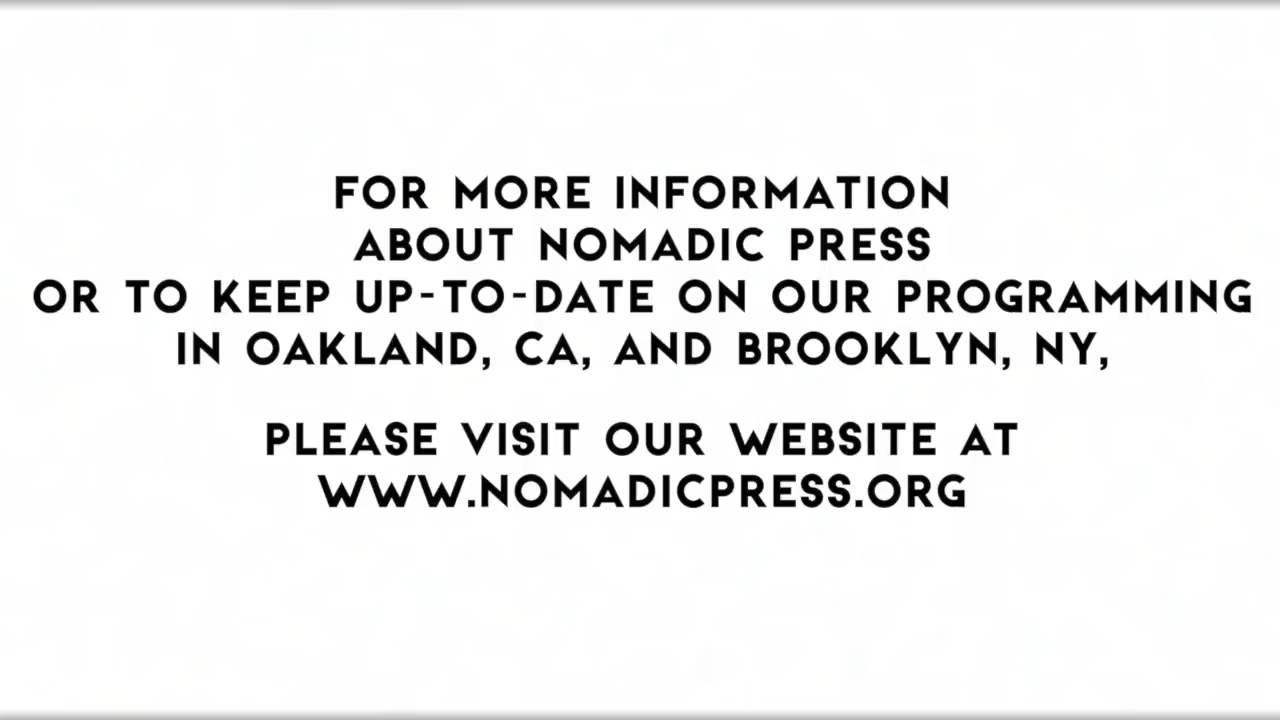 FOR MORE INFORMATION
ABOUT NOMADIC PRESS
OR TO KEEP UP-TO-DATE ON OUR PROGRAMMING
IN OAKLAND, CA, AND BROOKLYN, NY,
PLEASE VISIT OUR WEBSITE AT
WWW.NOMADICPRESS.ORG